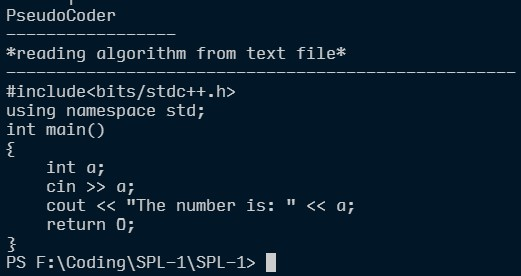 PseudoCoder
-----------------
*reading algorithm from text file*
---------------------------------------------------
#include<bits/stdc++.h>
using namespace std;
int main()
{
    int a;
    cin >> a;
    cout << "The number is: " << a;
    return 0;
}
PS F:\Coding\SPL-1\SPL-1>